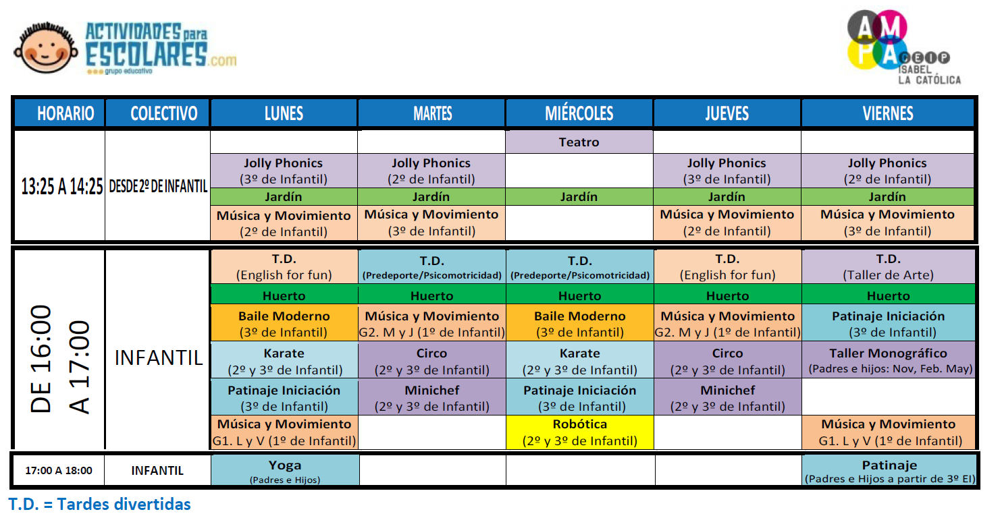 ACTIVIDADES para
ESCOLARES.com
grupo educativo
AMPA
CEIP
ISABEL
LA CATÓLICA
HORARIO COLECTIVO LUNES MARTES MIÉRCOLES JUEVES VIERNES
13:25 A 14:25 DESDE 2º DE INFANTIL
Teatro
Jolly Phonics Jolly Phonics Jolly Phonics Jolly Phonics
(3º de Infantil) (2º de Infantil) (3º de Infantil) (2º de Infantil)
Jardín Jardín Jardín Jardín Jardín
Música y Movimiento Música y Movimiento Música y Movimiento Música y Movimiento
(2º de Infantil) (3º de Infantil) (2º de Infantil) (3º de Infantil)
DE 16:00
A 17:00
INFANTIL
T.D. T.D. T.D. T.D. T.D.
(English for fun) (Predeporte/Psicomotricidad) (Predeporte/Psicomotricidad) (English for fun) (Taller de Arte)
Huerto Huerto Huerto Huerto Huerto
Baile Moderno Música y Movimiento Baile Moderno Música y Movimiento Patinaje Iniciación
(3º de Infantil) G2. M y J (1º de Infantil) (3º de Infantil) G2. M y J (1º de Infantil) (3º de Infantil)
Karate Circo Karate Circo Taller Monográfico
(2º y 3º de Infantil) (2º y 3º de Infantil) (2º y 3º de Infantil) (2º y 3º de Infantil) (Padres e hijos: Nov, Feb. May)
Patinaje Iniciación Minichef Patinaje Iniciación Minichef
(3º de Infantil) (2º y 3º de Infantil) (3º de Infantil) (2º y 3º de Infantil)
Música y Movimiento Robótica Música y Movimiento
G1. L y V (1º de Infantil) (2º y 3º de Infantil) G1. L y V (1º de Infantil)
17:00 A 18:00 INFANTIL
Yoga Patinaje
(Padres e Hijos) (Padres e Hijos a partir de 3º EI)
T.D. = Tardes divertidas